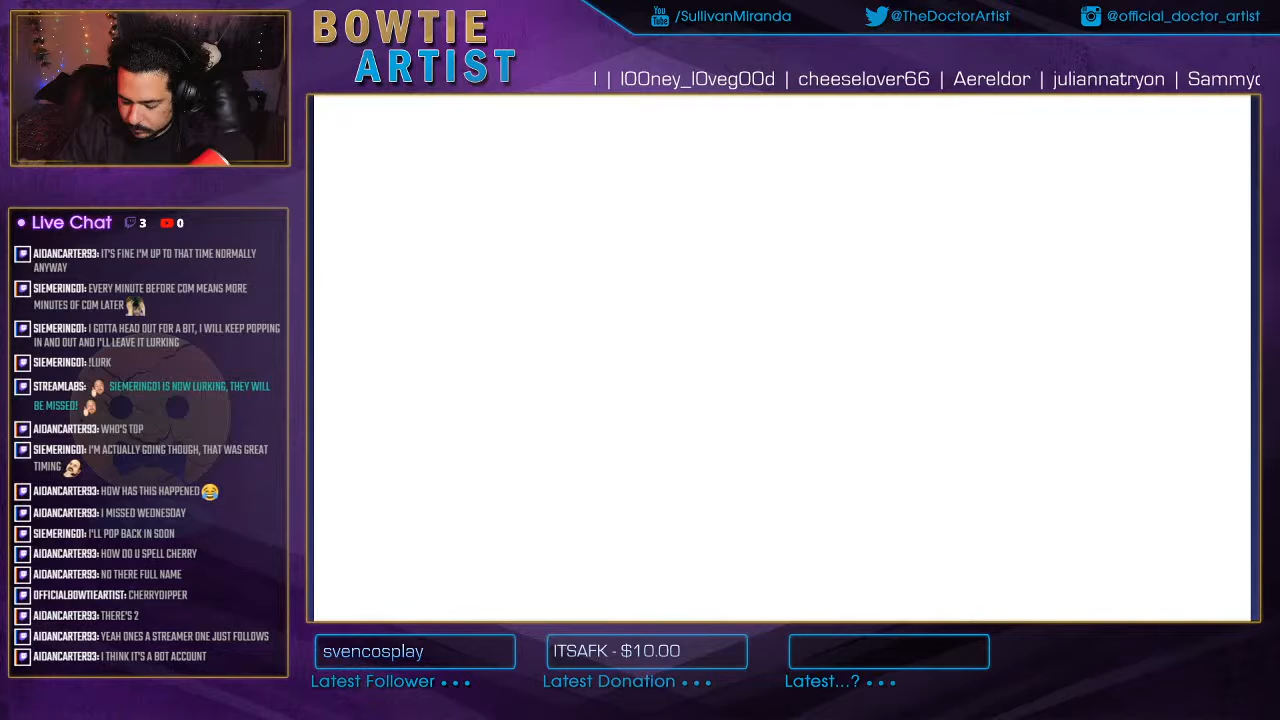 BOWTIE
ARTIST
You Tube /SullivanMiranda
@TheDoctorArtist
@official_doctor_artist
| | l00ney_l0veg00d | cheeselover66 | Aereldor | juliannatryon | Sammyc
Live Chat 3 0
AIDANCARTER93: IT'S FINE I'M UP TO THAT TIME NORMALLY
ANYWAY
SIEMERING01: EVERY MINUTE BEFORE COM MEANS MORE
MINUTES OF COM LATER
SIEMERING01: I GOTTA HEAD OUT FOR A BIT, I WILL KEEP POPPING
IN AND OUT AND I'LL LEAVE IT LURKING
SIEMERING01: !LURK
STREAMLABS: SIEMERING01 IS NOW LURKING, THEY WILL
BE MISSED!
AIDANCARTER93: WHO'S TOP
SIEMERING01: I'M ACTUALLY GOING THOUGH, THAT WAS GREAT
TIMING
AIDANCARTER93: HOW HAS THIS HAPPENED
AIDANCARTER93: I MISSED WEDNESDAY
SIEMERING01: I'LL POP BACK IN SOON
AIDANCARTER93: HOW DO U SPELL CHERRY
AIDANCARTER93: NO THERE FULL NAME
OFFICIALBOWTIEARTIST: CHERRYDIPPER
AIDANCARTER93: THERE'S 2
AIDANCARTER93: YEAH ONES A STREAMER ONE JUST FOLLOWS
AIDANCARTER93: I THINK IT'S A BOT ACCOUNT
svencosplay
Latest Follower • • •
ITSAFK - $10.00
Latest Donation • • •
Latest...? • • •